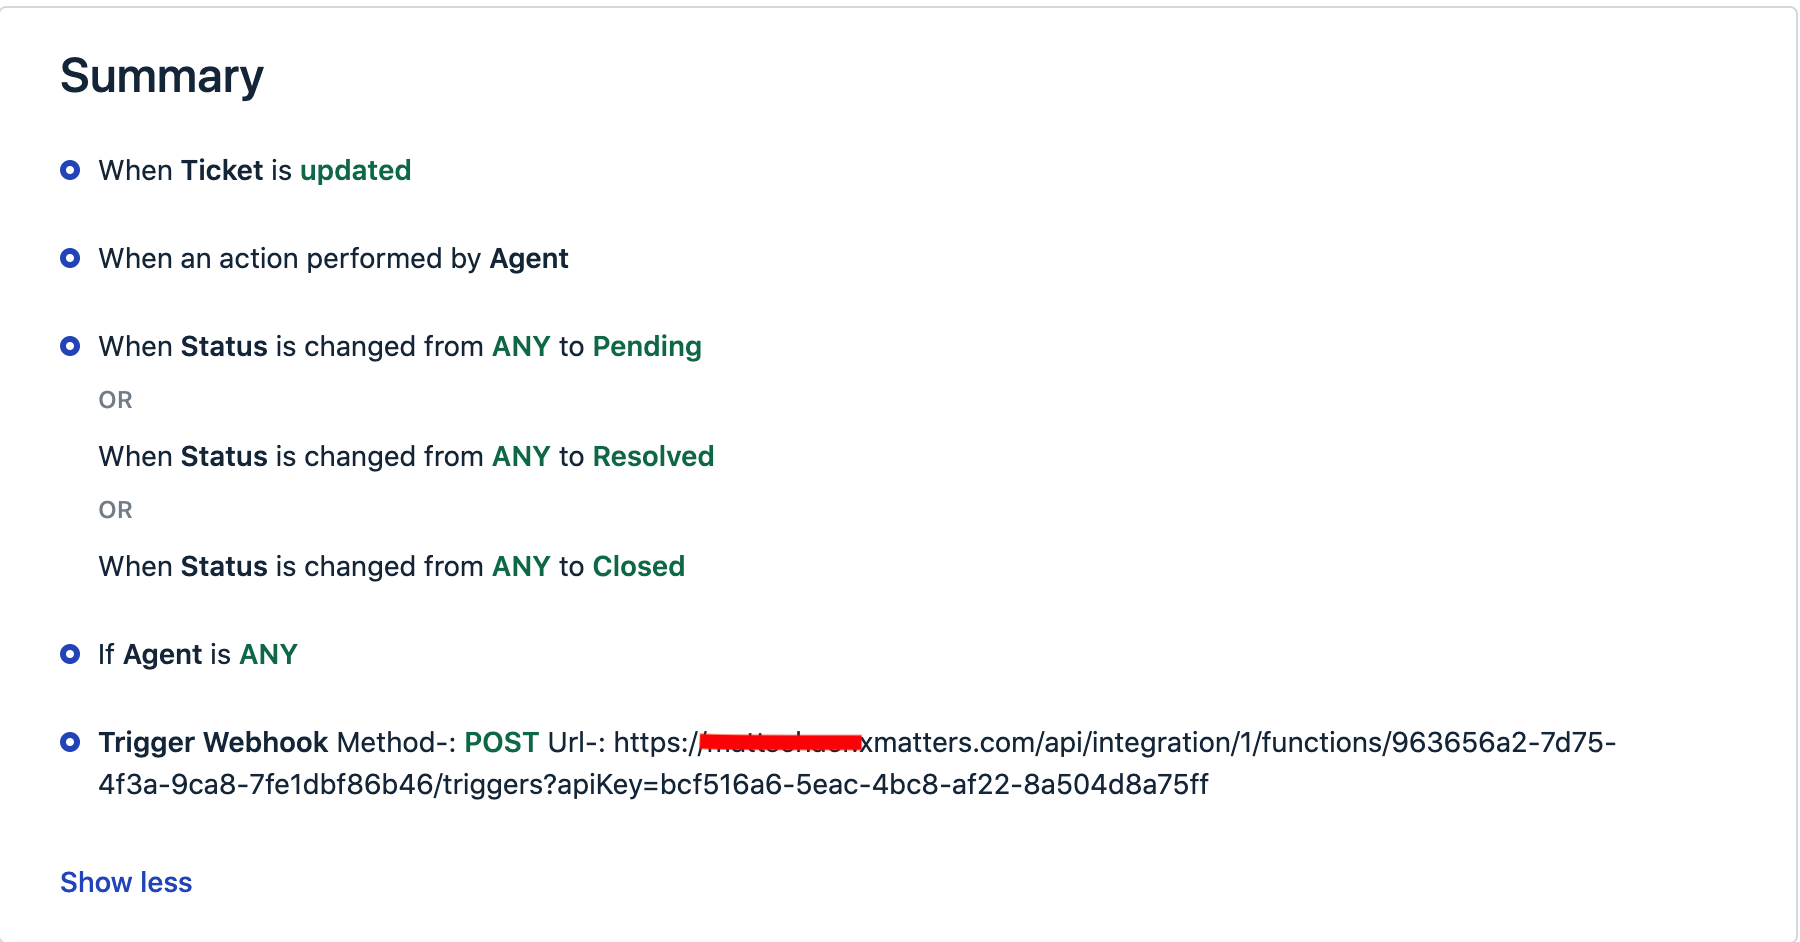 Summary
When Ticket is updated
When an action performed by Agent
When Status is changed from ANY to Pending
OR
When Status is changed from ANY to Resolved
OR
When Status is changed from ANY to Closed
If Agent is ANY
Trigger Webhook Method-: POST Url-: https:// xmatters.com/api/integration/1/functions/963656a2-7d75-
4f3a-9ca8-7fe1dbf86b46/triggers?apiKey=bcf516a6-5eac-4bc8-af22-8a504d8a75ff
Show less